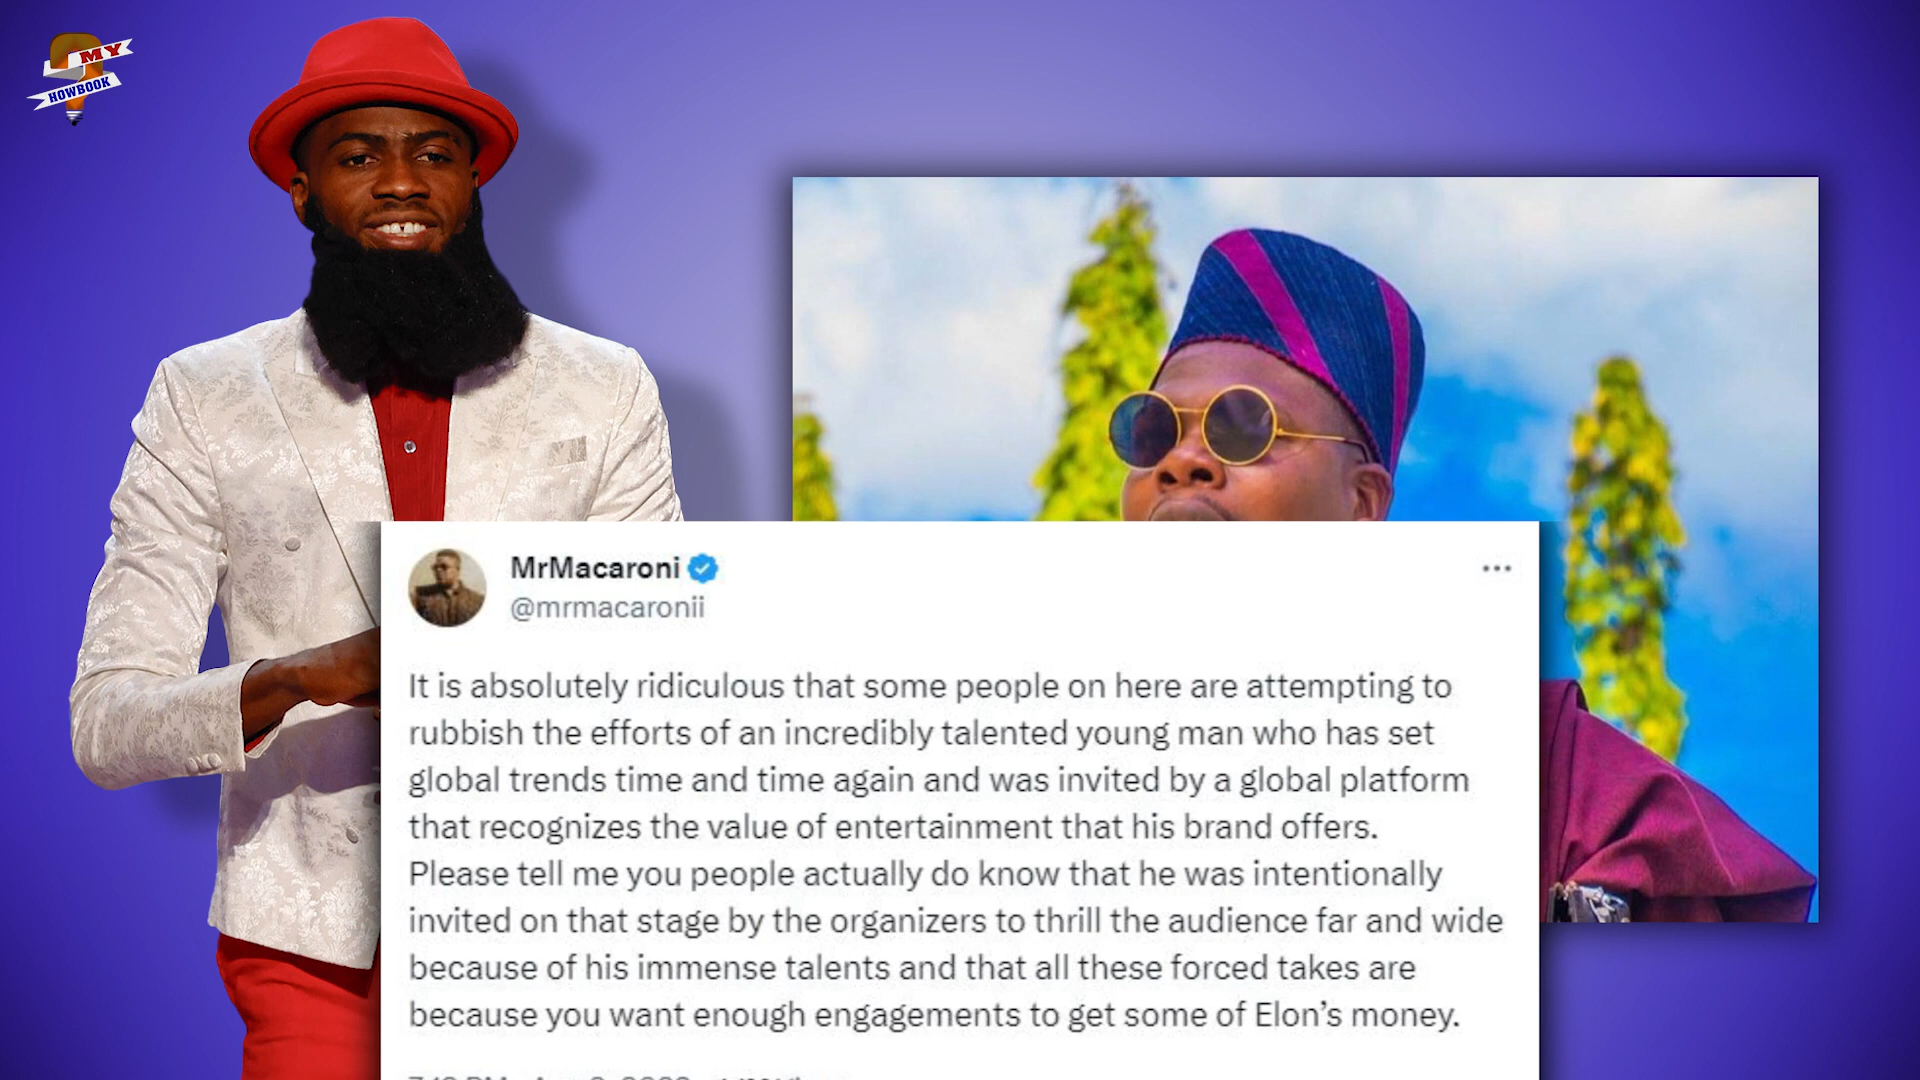 MY
HOWBOOK
MrMacaroni
@mrmacaronii
It is absolutely ridiculous that some people on here are attempting to
rubbish the efforts of an incredibly talented young man who has set
global trends time and time again and was invited by a global platform
that recognizes the value of entertainment that his brand offers.
Please tell me you people actually do know that he was intentionally
invited on that stage by the organizers to thrill the audience far and wide
because of his immense talents and that all these forced takes are
because you want enough engagements to get some of Elon’s money.